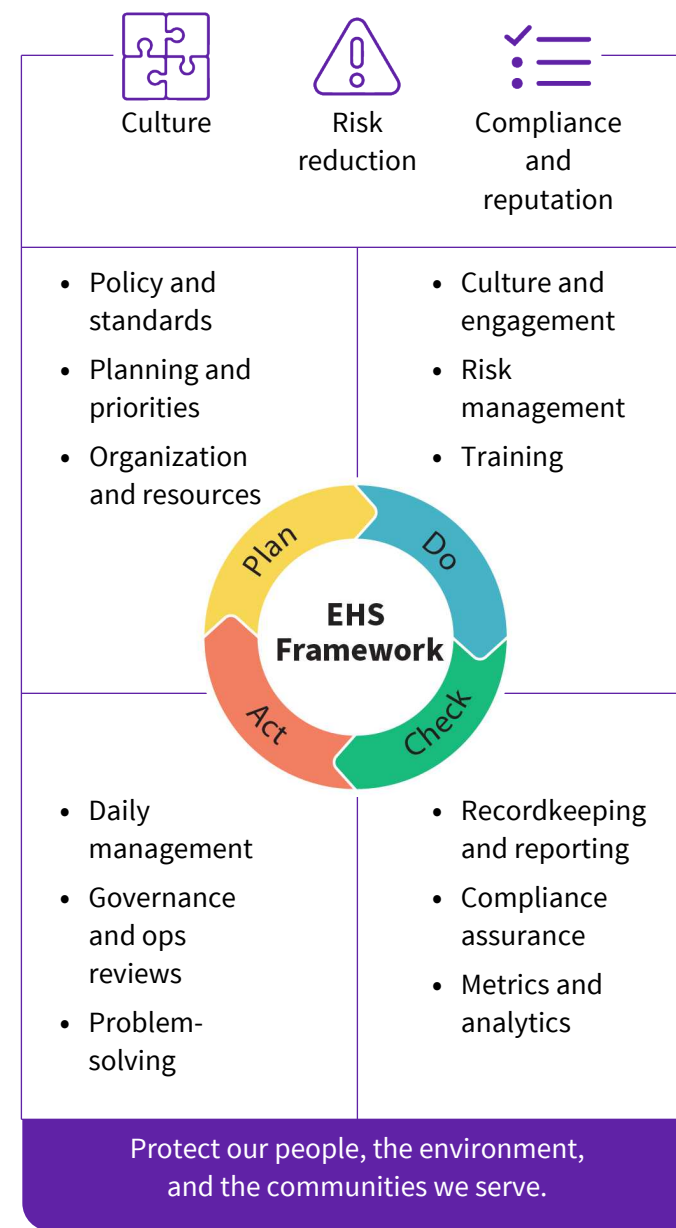 Culture
Risk
reduction
Compliance
and
reputation
• Policy and
standards
• Planning and
priorities
• Organization
and resources
• Culture and
engagement
• Risk
management
• Training
Plan
Do
EHS
Framework
Act
Check
• Daily
management
• Governance
and ops
reviews
• Problem-
solving
• Recordkeeping
and reporting
• Compliance
assurance
• Metrics and
analytics
Protect our people, the environment,
and the communities we serve.